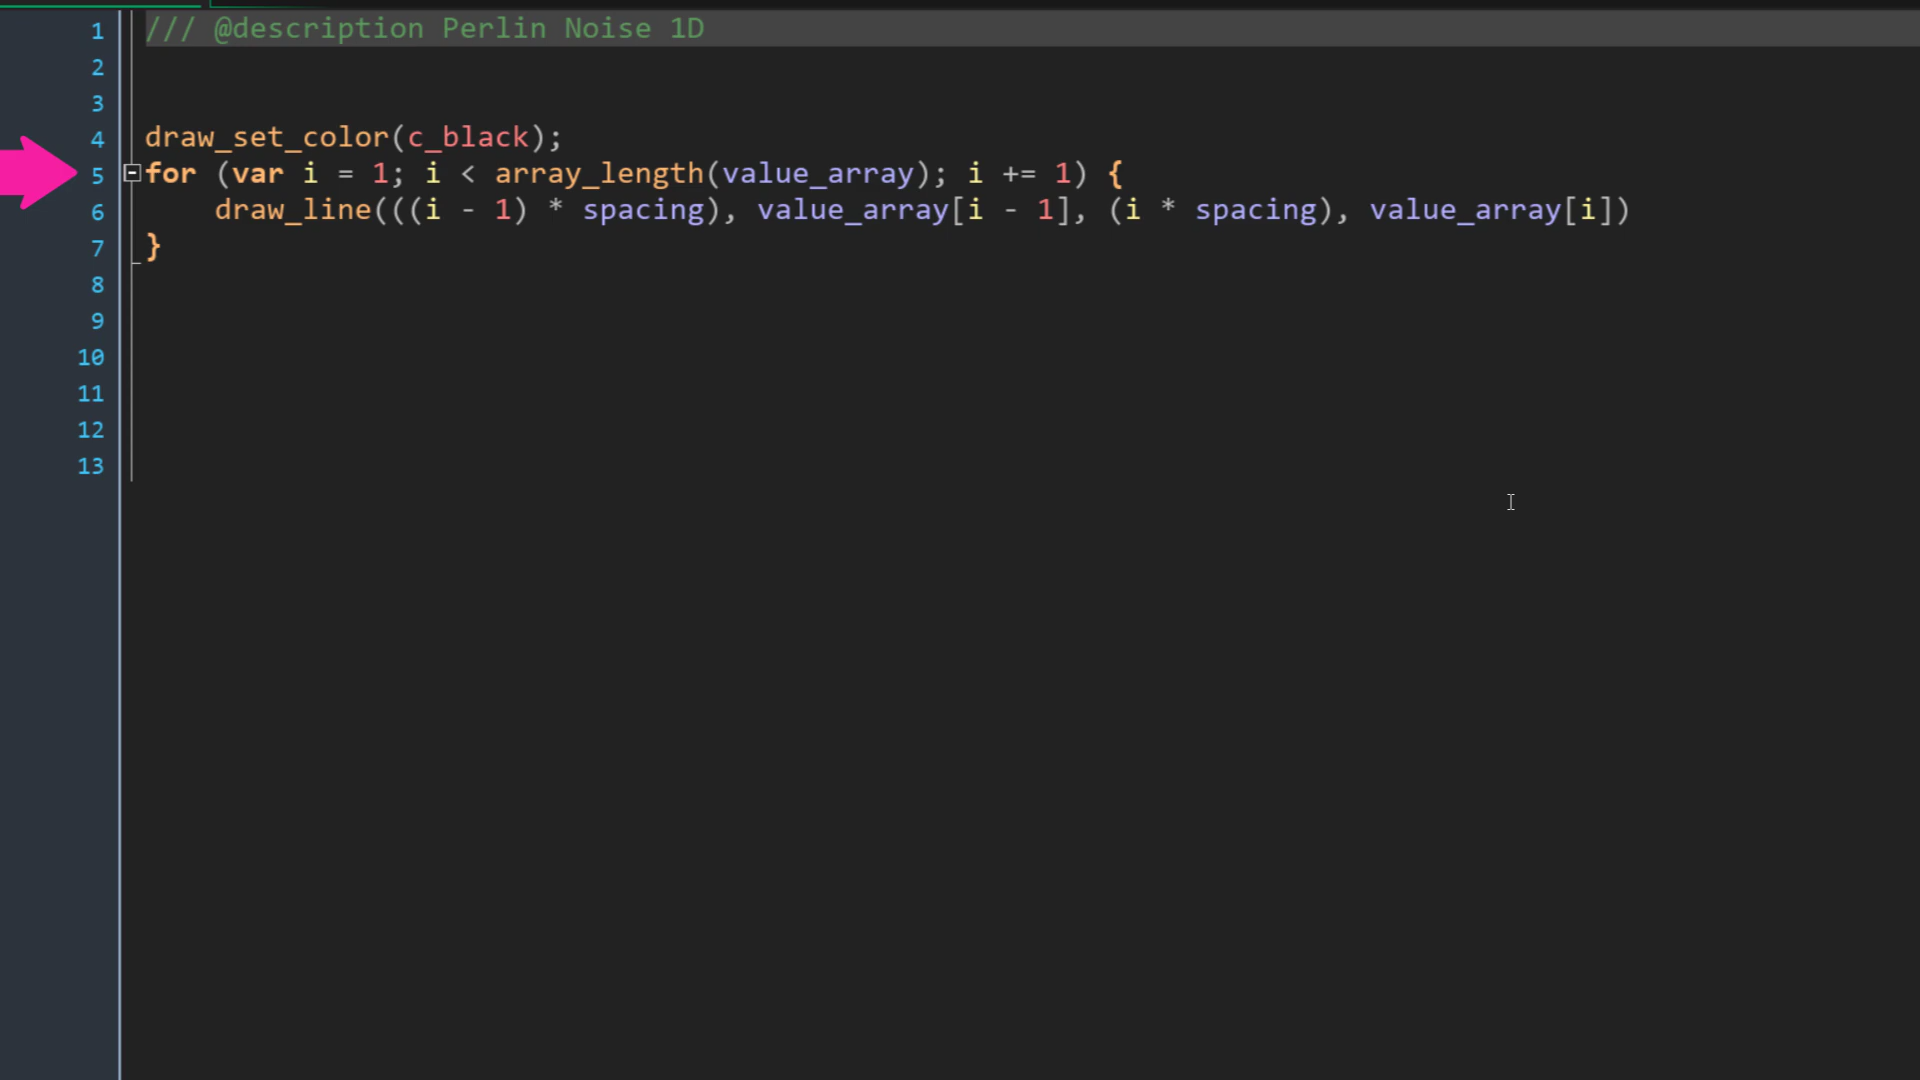 1 /// @description Perlin Noise 1D
2
3
4 draw_set_color(c_black);
5 for (var i = 1; i < array_length(value_array); i += 1) {
6     draw_line(((i - 1) * spacing), value_array[i - 1], (i * spacing), value_array[i])
7 }
8
9
10
11
12
13